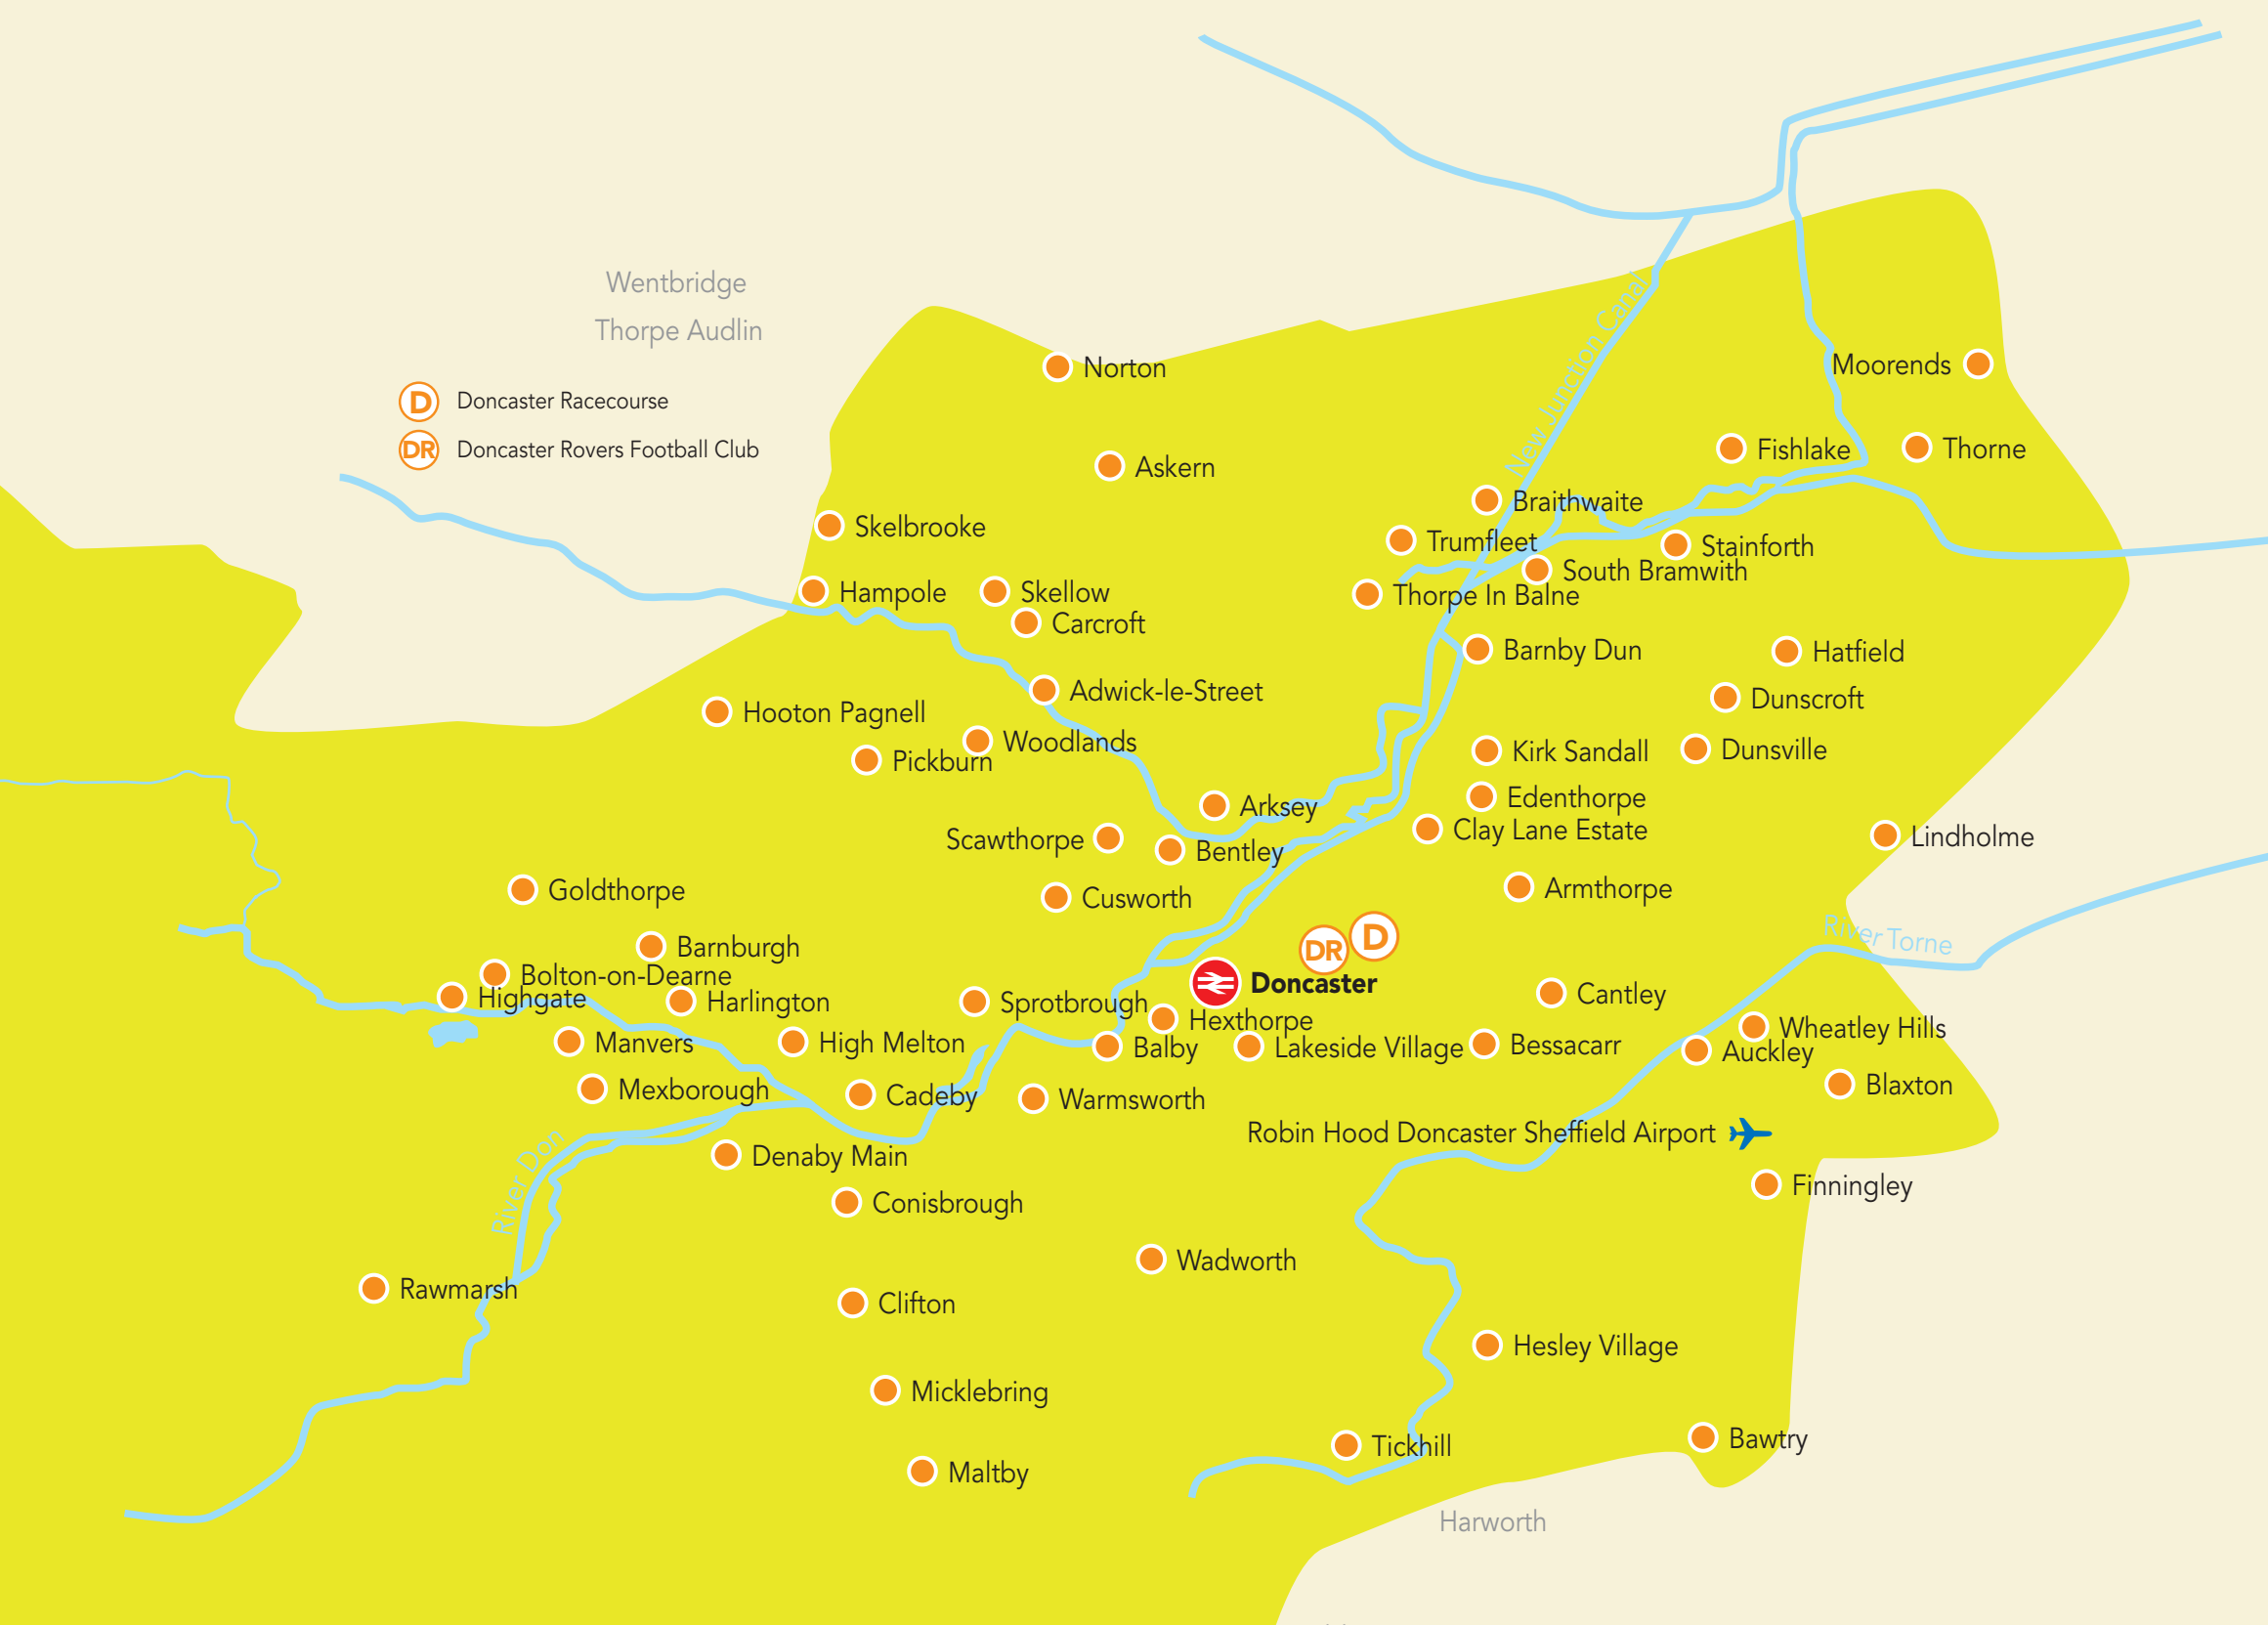 Wentbridge
Thorpe Audlin
D Doncaster Racecourse
DR Doncaster Rovers Football Club
New Junction Canal
Norton
Moorends
Fishlake
Thorne
Askern
Braithwaite
Skelbrooke
Trumfleet
Stainforth
South Bramwith
Hampole
Skellow
Thorpe In Balne
Carcroft
Barnby Dun
Hatfield
Adwick-le-Street
Dunscroft
Hooton Pagnell
Woodlands
Kirk Sandall
Dunsville
Pickburn
Edenthorpe
Arksey
Clay Lane Estate
Lindholme
Scawthorpe
Bentley
Goldthorpe
Armthorpe
Cusworth
River Torne
Barnburgh
DR
D
Bolton-on-Dearne
Doncaster
Highgate
Harlington
Sprotbrough
Cantley
Hexthorpe
Wheatley Hills
Manvers
High Melton
Balby
Lakeside Village
Bessacarr
Auckley
Mexborough
Cadeby
Warmsworth
Blaxton
Robin Hood Doncaster Sheffield Airport
River Don
Denaby Main
Finningley
Conisbrough
Wadworth
Rawmarsh
Clifton
Hesley Village
Micklebring
Bawtry
Tickhill
Maltby
Harworth